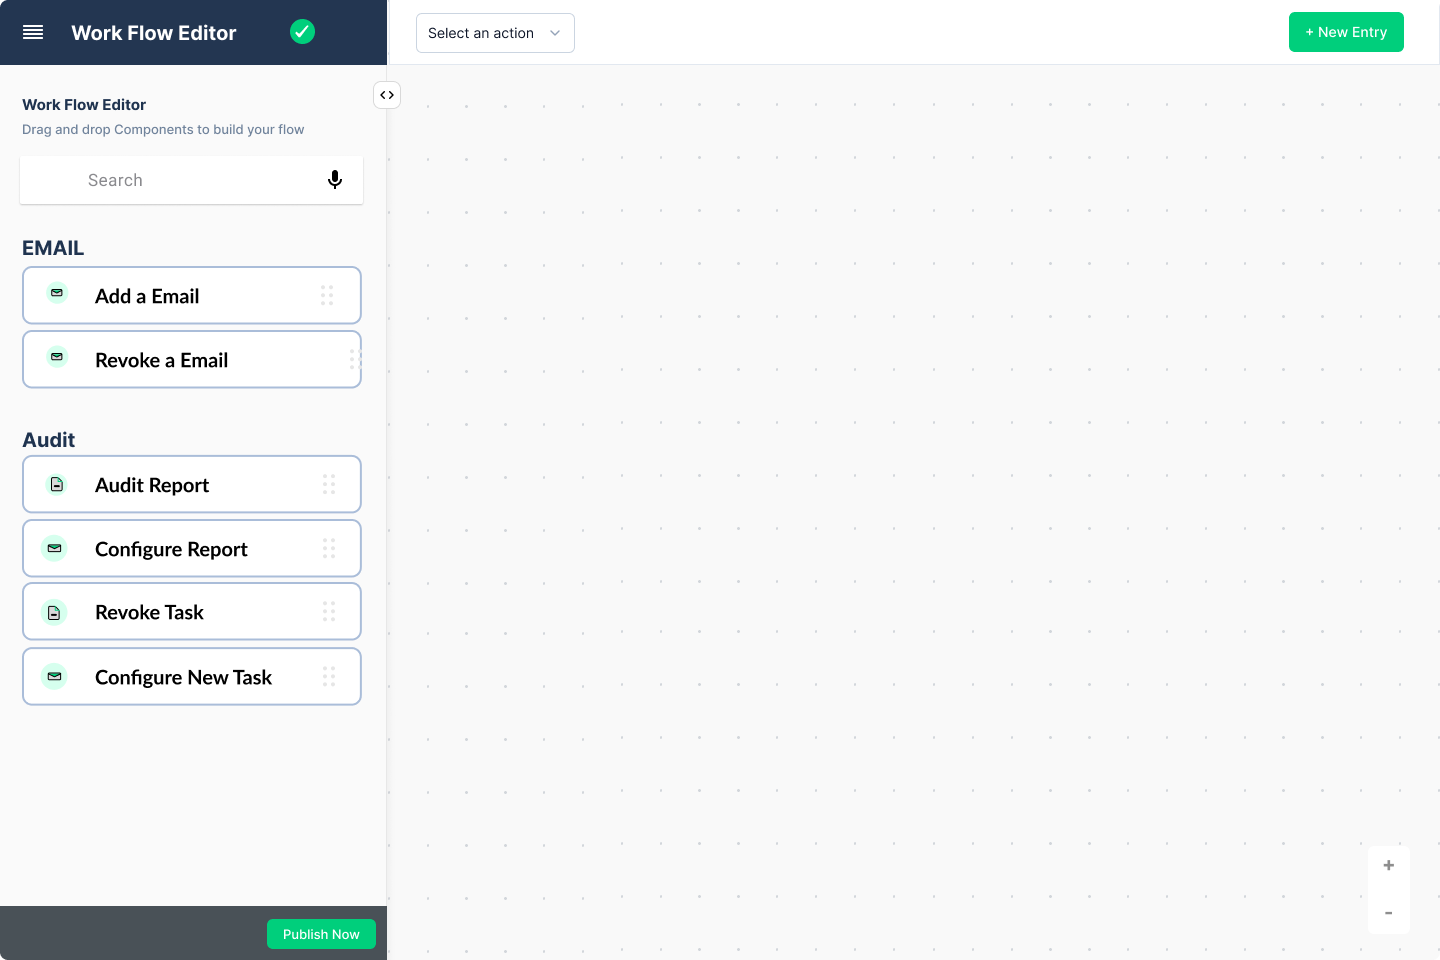 Work Flow Editor
Select an action
+ New Entry
Work Flow Editor
Drag and drop Components to build your flow
Search
EMAIL
Add a Email
Revoke a Email
Audit
Audit Report
Configure Report
Revoke Task
Configure New Task
+
-
Publish Now